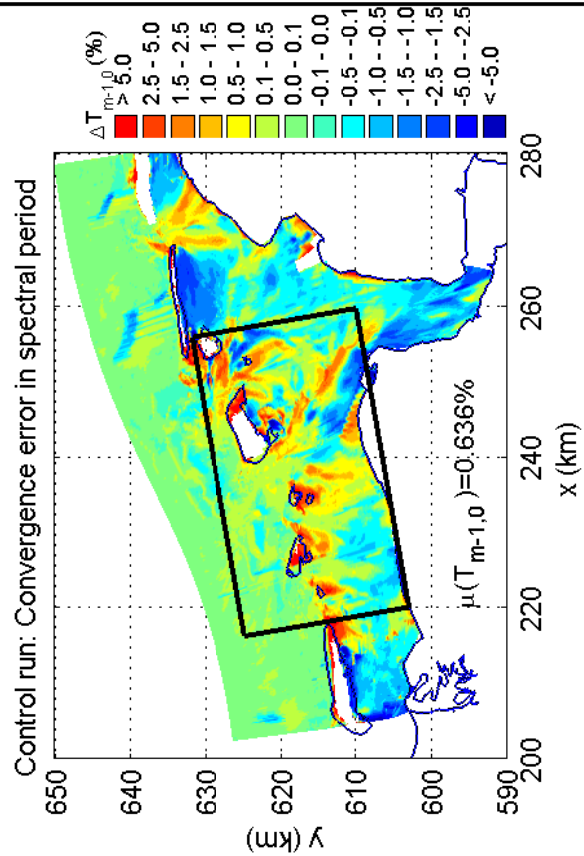 Control run: Convergence error in spectral period
ΔTm-1,0(%)
> 5.0
2.5 - 5.0
1.5 - 2.5
1.0 - 1.5
0.5 - 1.0
0.1 - 0.5
0.0 - 0.1
-0.1 - 0.0
-0.5 - -0.1
-1.0 - -0.5
-1.5 - -1.0
-2.5 - -1.5
-5.0 - -2.5
< -5.0
650
640
630
620
610
600
590
y (km)
μ(Tm-1,0)=0.636%
200
220
240
260
280
x (km)